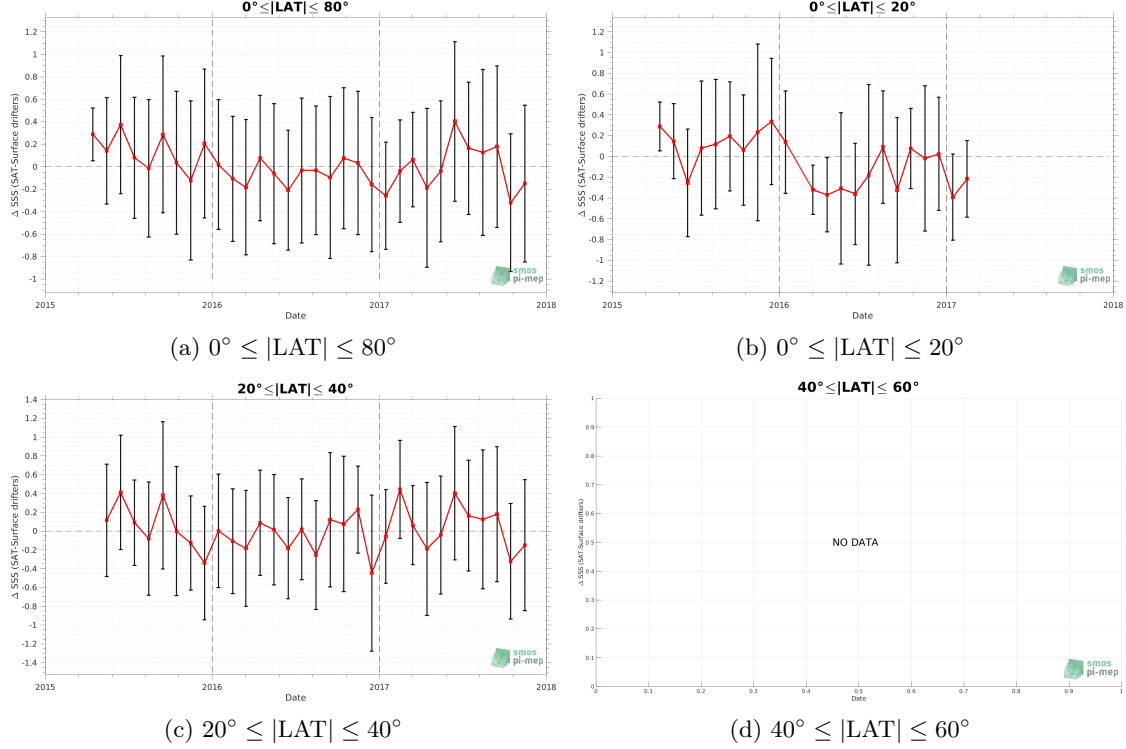 0°≤|LAT|≤ 80°
1.2
1
0.8
0.6
0.4
0.2
0
-0.2
-0.4
-0.6
-0.8
-1
Δ SSS (SAT-Surface drifters)
2015
2016
2017
2018
Date
smos
pi-mep
(a) 0° ≤ |LAT| ≤ 80°
0°≤|LAT|≤ 20°
1.2
1
0.8
0.6
0.4
0.2
0
-0.2
-0.4
-0.6
-0.8
-1
-1.2
Δ SSS (SAT-Surface drifters)
2015
2016
2017
2018
Date
smos
pi-mep
(b) 0° ≤ |LAT| ≤ 20°
20°≤|LAT|≤ 40°
1.4
1.2
1
0.8
0.6
0.4
0.2
0
-0.2
-0.4
-0.6
-0.8
-1
-1.2
-1.4
Δ SSS (SAT-Surface drifters)
2015
2016
2017
2018
Date
smos
pi-mep
(c) 20° ≤ |LAT| ≤ 40°
40°≤|LAT|≤ 60°
1
0.9
0.8
0.7
0.6
0.5
0.4
0.3
0.2
0.1
0
Δ SSS (SAT-Surface drifters)
NO DATA
0
0.1
0.2
0.3
0.4
0.5
0.6
0.7
0.8
0.9
1
Date
smos
pi-mep
(d) 40° ≤ |LAT| ≤ 60°